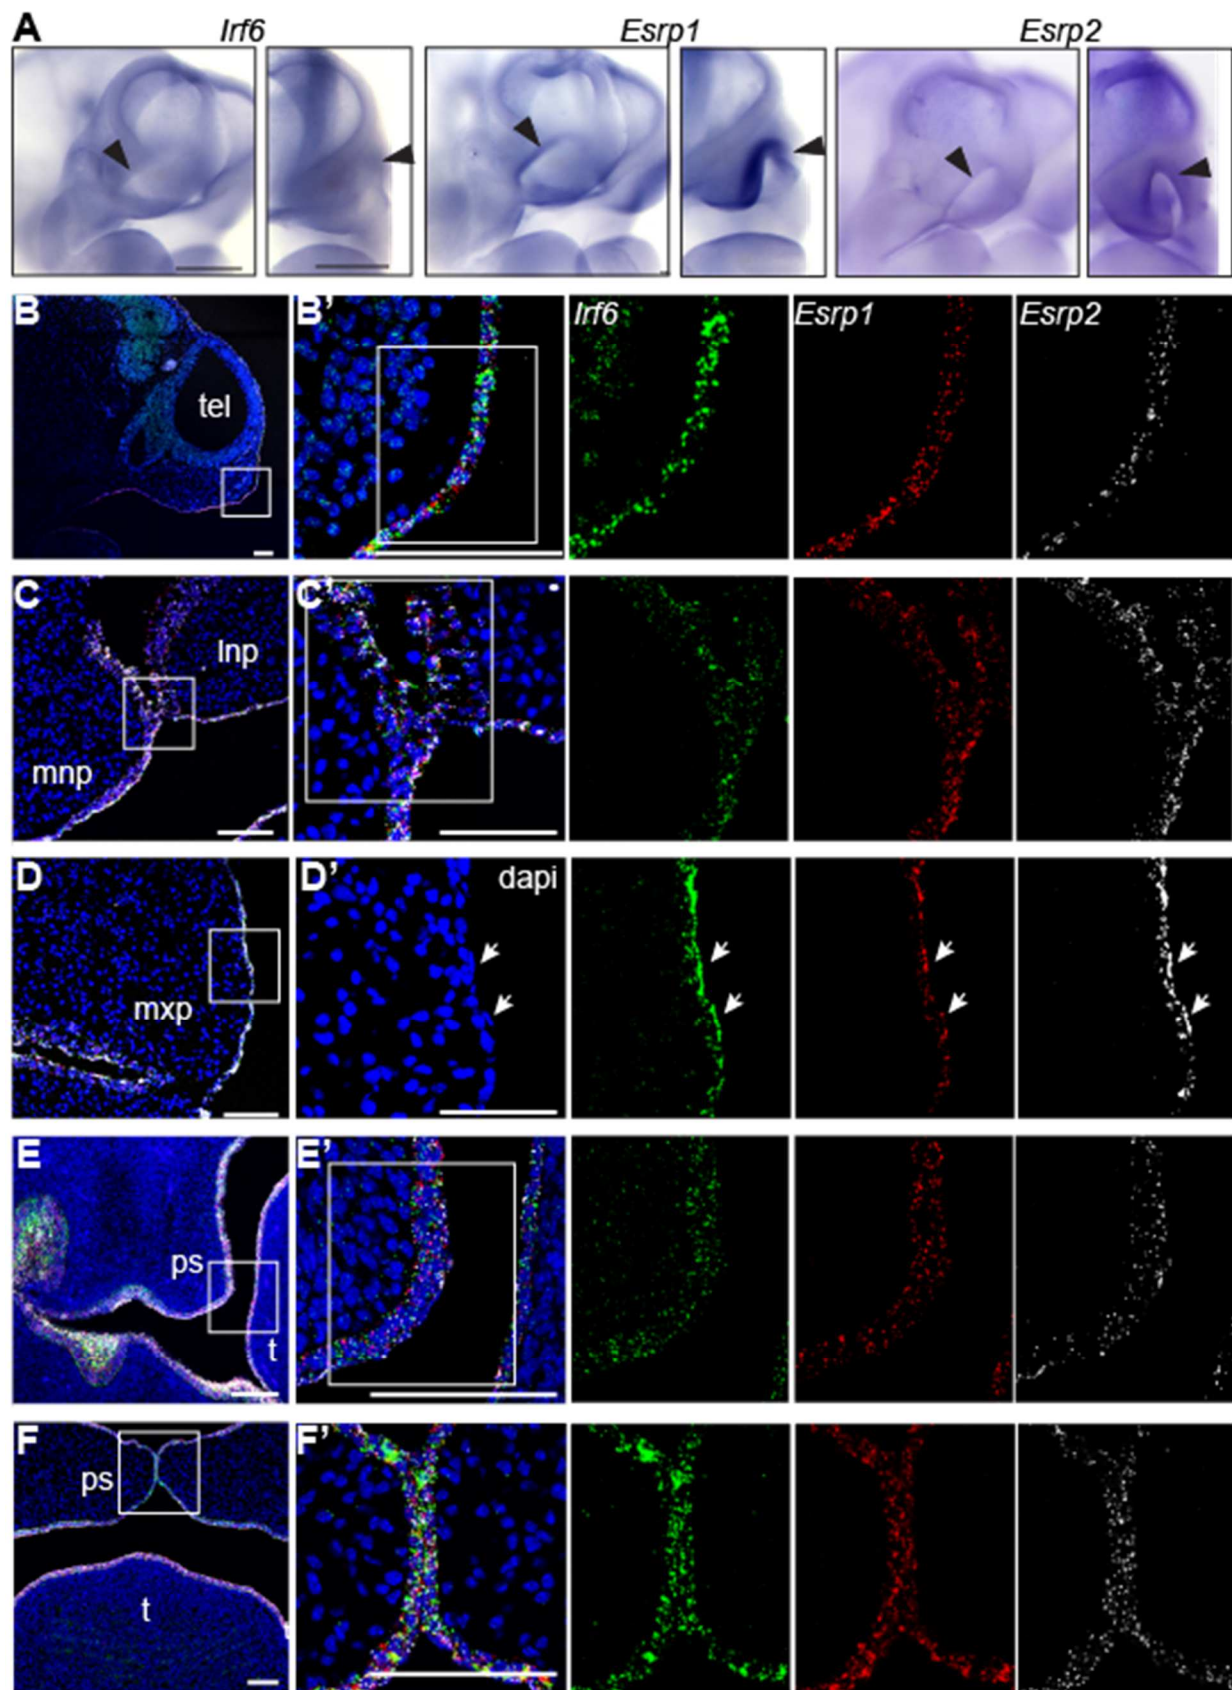 A Irf6 Esrp1 Esrp2
B B' Irf6 Esrp1 Esrp2
tel
C C'
lnp
mnp
D D' dapi
mxp
E E'
ps
t
F F'
ps
t